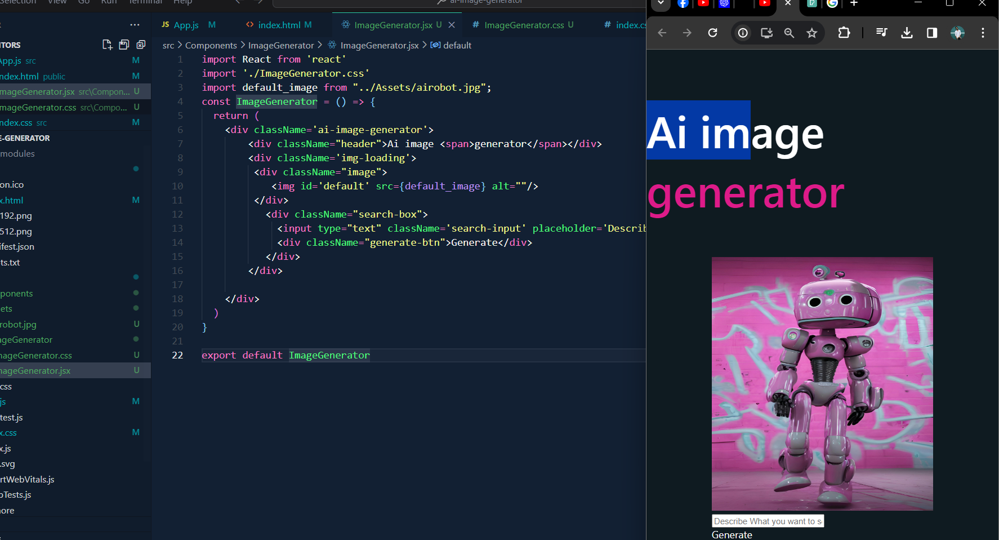 Selection View Go Run Terminal Help
ai-image-generator
JS App.js M
<> index.html M
ImageGenerator.jsx U
# ImageGenerator.css U
# index.cs
R
ITORS
App.js src M
ndex.html public M
mageGenerator.jsx src\Compon... U
mageGenerator.css src\Compo... U
ndex.css src M
E-GENERATOR
modules
on.ico
x.html M
192.png
512.png
ifest.json
ts.txt
ponents
ets
robot.jpg U
ageGenerator
mageGenerator.css U
mageGenerator.jsx U
css
js M
test.js
x.css M
x.js
.svg
rtWebVitals.js
pTests.js
nore
src > Components > ImageGenerator > ImageGenerator.jsx > default
1 import React from 'react'
2 import './ImageGenerator.css'
3 import default_image from "../Assets/airobot.jpg";
4 const ImageGenerator = () => {
5 return (
6 <div className='ai-image-generator'>
7 <div className="header">Ai image <span>generator</span></div>
8 <div className='img-loading'>
9 <div className="image">
10 <img id='default' src={default_image} alt=""/>
11 </div>
12 <div className="search-box">
13 <input type="text" className='search-input' placeholder='Describ
14 <div className="generate-btn">Generate</div>
15 </div>
16 </div>
17
18 </div>
19 )
20 }
21
22 export default ImageGenerator
Ai image
generator
Describe What you want to s
Generate